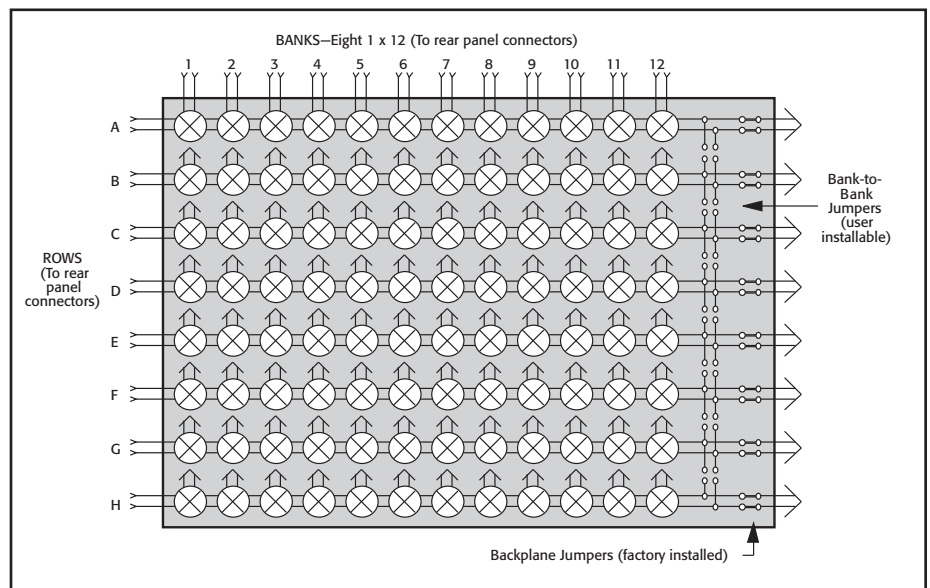 BANKS—Eight 1 x 12 (To rear panel connectors)
1 2 3 4 5 6 7 8 9 10 11 12
A
B
C
D
E
F
G
H
ROWS
(To rear
panel
connectors)
Bank-to-
Bank
Jumpers
(user
installable)
Backplane Jumpers (factory installed)